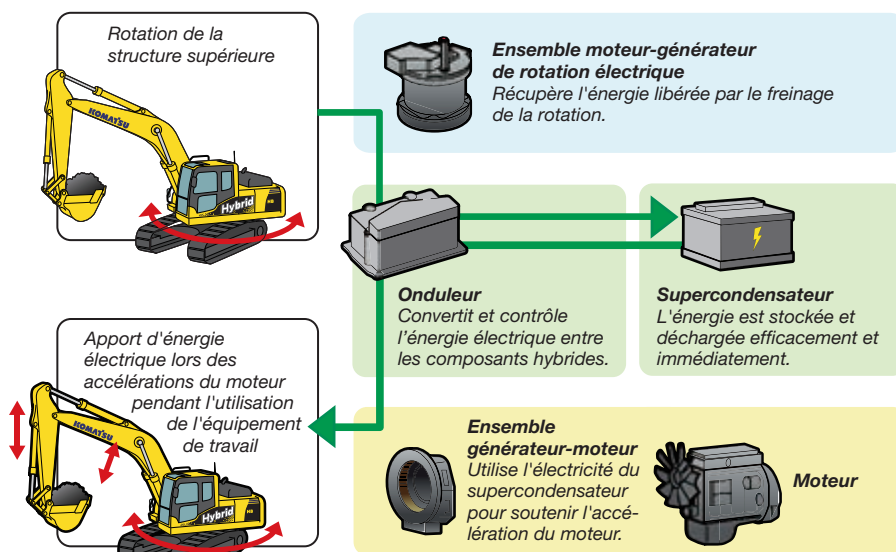 Rotation de la
structure supérieure
KOMATSU
Hybrid
HB
Ensemble moteur-générateur
de rotation électrique
Récupère l'énergie libérée par le freinage
de la rotation.
Onduleur
Convertit et contrôle
l'énergie électrique entre
les composants hybrides.
Supercondensateur
L'énergie est stockée et
déchargée efficacement et
immédiatement.
Apport d'énergie
électrique lors des
accélérations du moteur
pendant l'utilisation
de l'équipement
de travail
KOMATSU
Hybrid
HB
Ensemble
générateur-moteur
Utilise l'électricité du
supercondensateur
pour soutenir l'accé-
lération du moteur.
Moteur